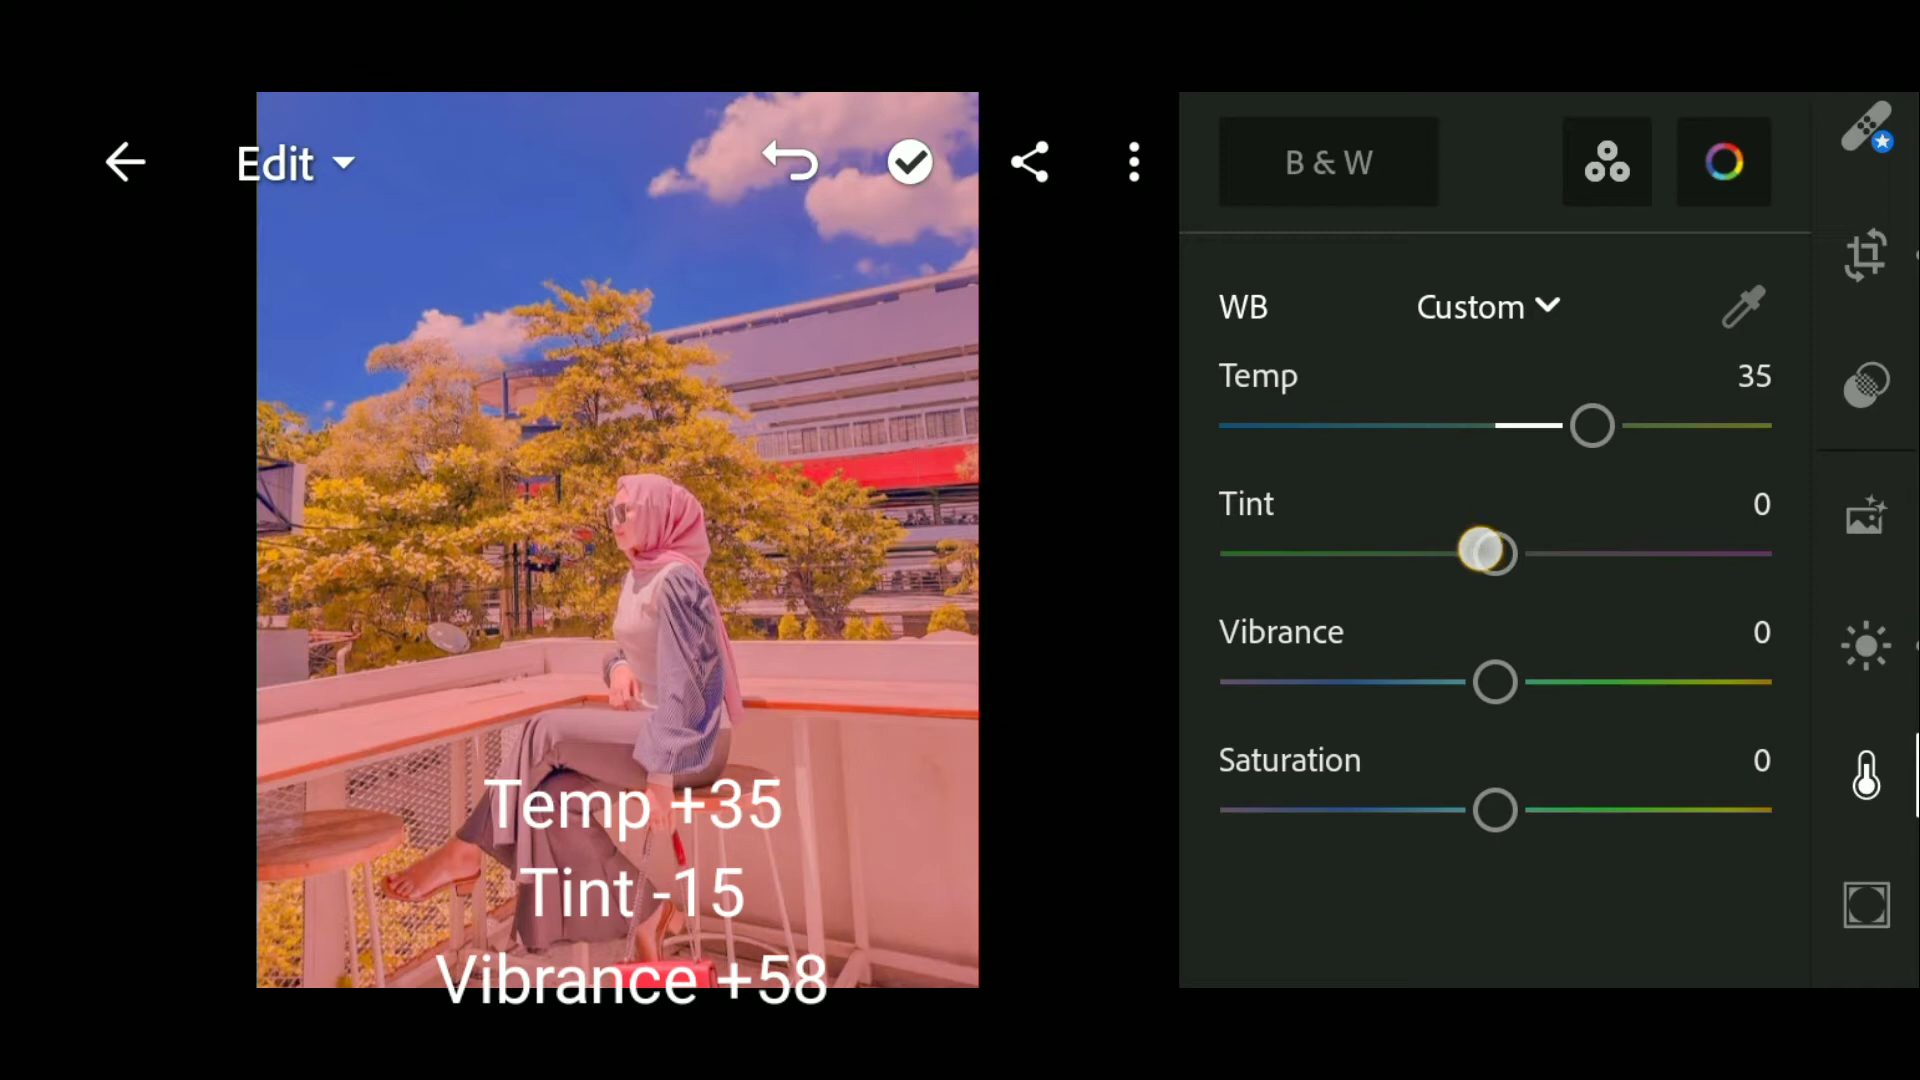 Edit
B & W
WB Custom
Temp 35
Tint 0
Vibrance 0
Saturation 0
Temp +35
Tint -15
Vibrance +58